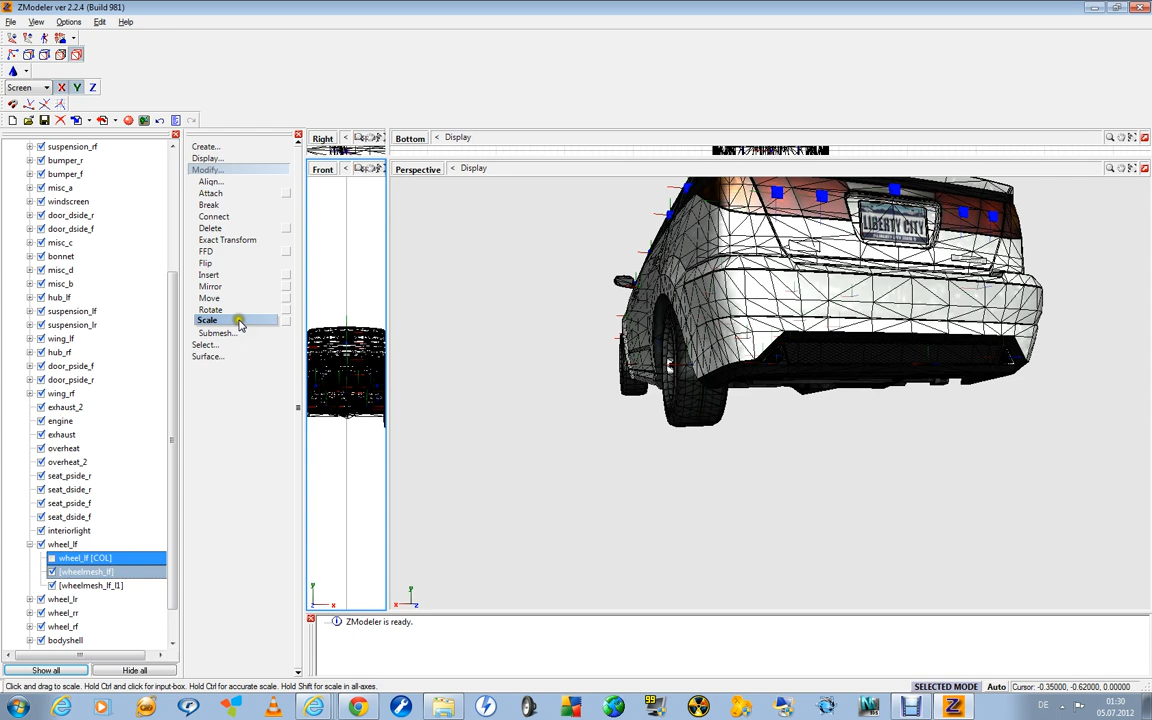 ZModeler ver 2.2.4 (Build 981)
File View Options Edit Help
Screen X Y Z
suspension_rf
bumper_r
bumper_f
misc_a
windscreen
door_dside_r
door_dside_f
misc_c
bonnet
misc_d
misc_b
hub_lf
suspension_lf
suspension_lr
wing_lf
hub_rf
door_pside_f
door_pside_r
wing_rf
exhaust_2
engine
exhaust
overheat
overheat_2
seat_pside_r
seat_dside_r
seat_pside_f
seat_dside_f
interiorlight
wheel_lf
wheel_lf [COL]
[wheelmesh_lf]
[wheelmesh_lf_l1]
wheel_lr
wheel_rr
wheel_rf
bodyshell
Show all Hide all
Create...
Display...
Modify...
Align...
Attach
Break
Connect
Delete
Exact Transform
FFD
Flip
Insert
Mirror
Move
Rotate
Scale
Submesh...
Select...
Surface...
Right <
Bottom < Display
Front <
Perspective < Display
LIBERTY CITY
y
z x
y
x z
ZModeler is ready.
Click and drag to scale. Hold Ctrl and click for input-box. Hold Ctrl for accurate scale. Hold Shift for scale in all-axes.
SELECTED MODE Auto Cursor: -0.35000, -0.62000, 0.00000
99
DE
01:30
05.07.2012